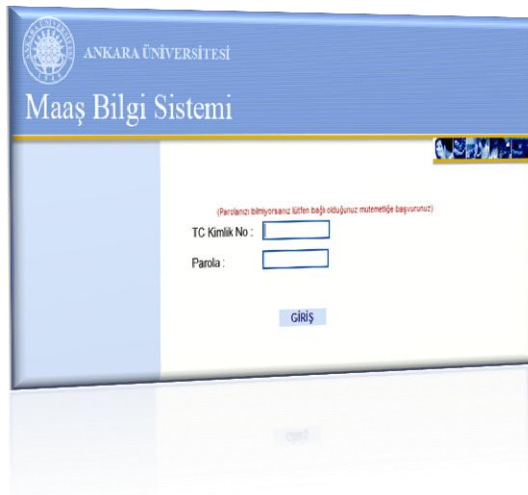 ANKARA ÜNİVERSİTESİ
Maaş Bilgi Sistemi
(Parolanızı bilmiyorsanız lütfen bağlı olduğunuz mutemetliğe başvurunuz)
TC Kimlik No :
Parola :
GİRİŞ